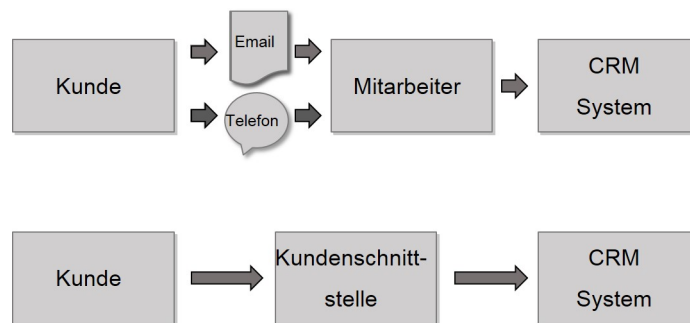 Email
Kunde
Mitarbeiter
CRM
System
Telefon
Kunde
Kundenschnitt-
stelle
CRM
System